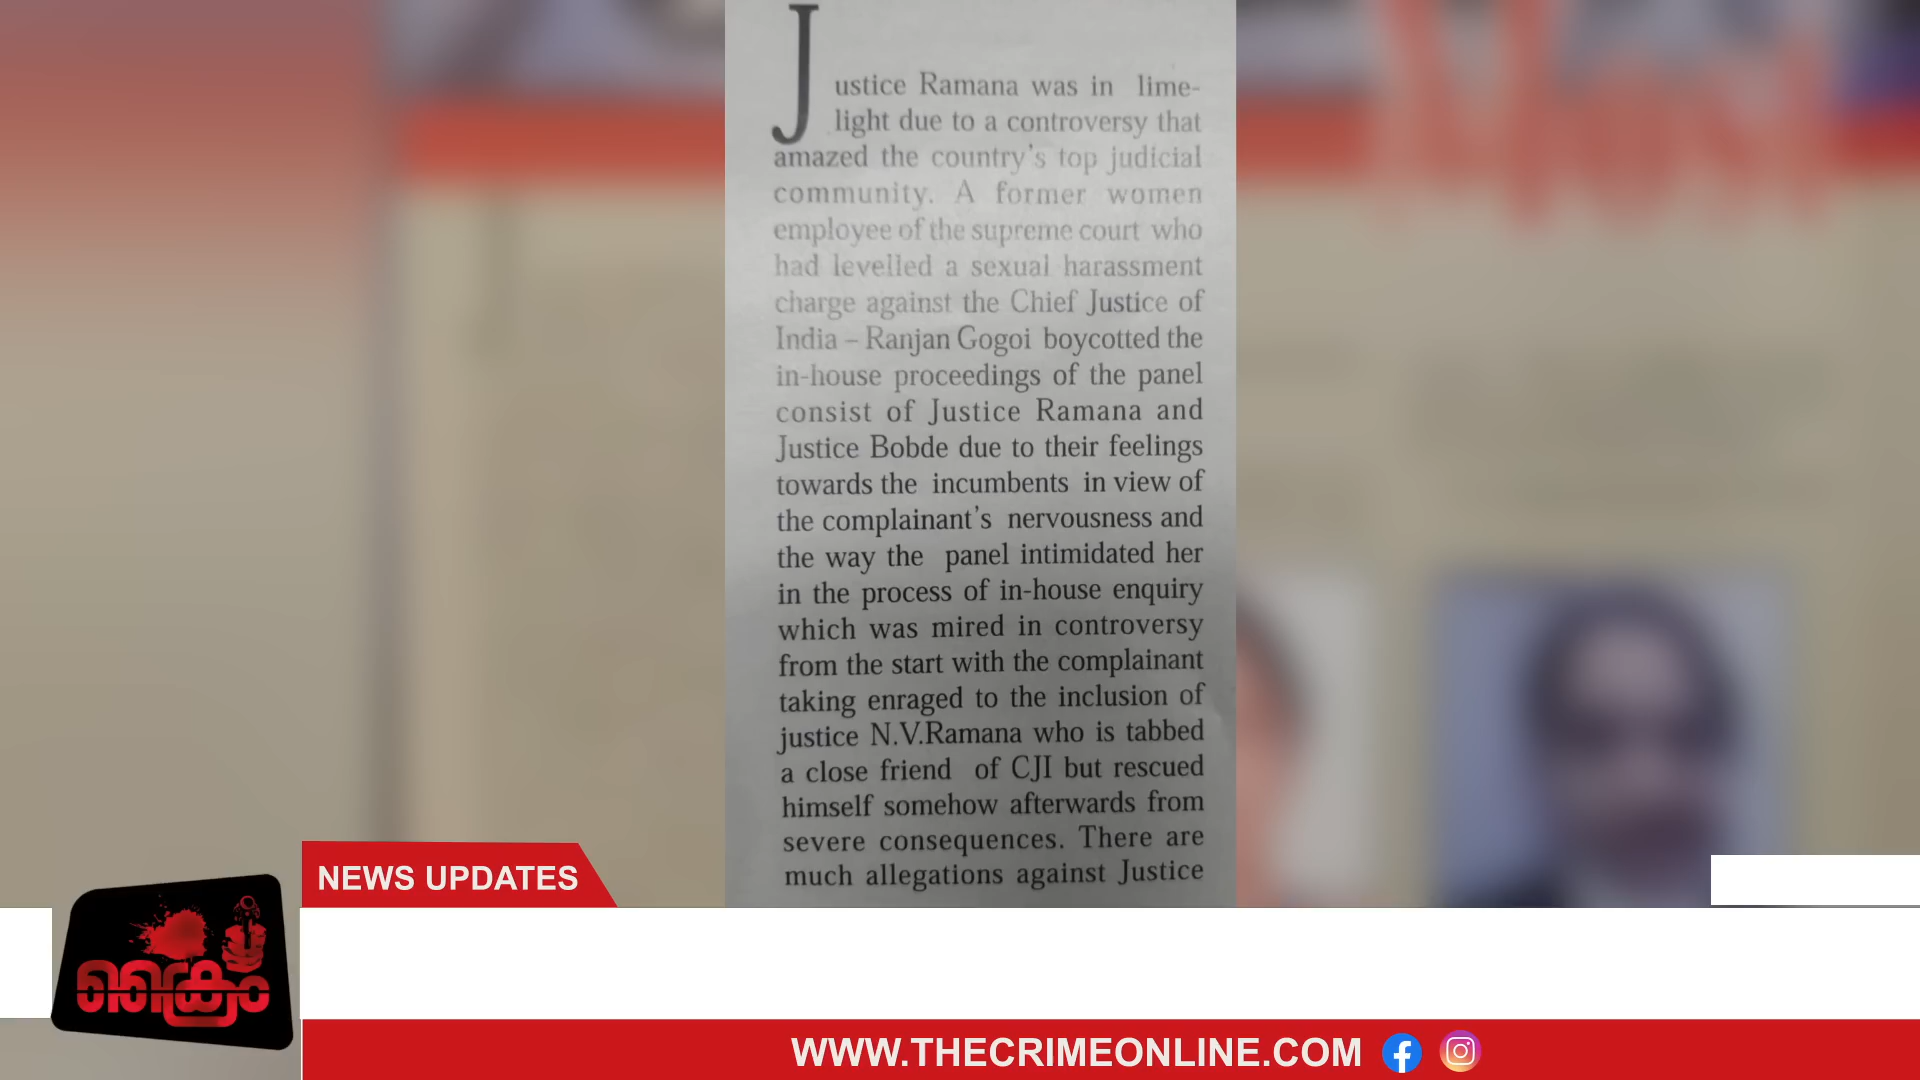 Justice Ramana was in lime-
light due to a controversy that
amazed the country's top judicial
community. A former women
employee of the supreme court who
had levelled a sexual harassment
charge against the Chief Justice of
India – Ranjan Gogoi boycotted the
in-house proceedings of the panel
consist of Justice Ramana and
Justice Bobde due to their feelings
towards the incumbents in view of
the complainant's nervousness and
the way the panel intimidated her
in the process of in-house enquiry
which was mired in controversy
from the start with the complainant
taking enraged to the inclusion of
justice N.V.Ramana who is tabbed
a close friend of CJI but rescued
himself somehow afterwards from
severe consequences. There are
much allegations against Justice
NEWS UPDATES
ക്രൈം
WWW.THECRIMEONLINE.COM